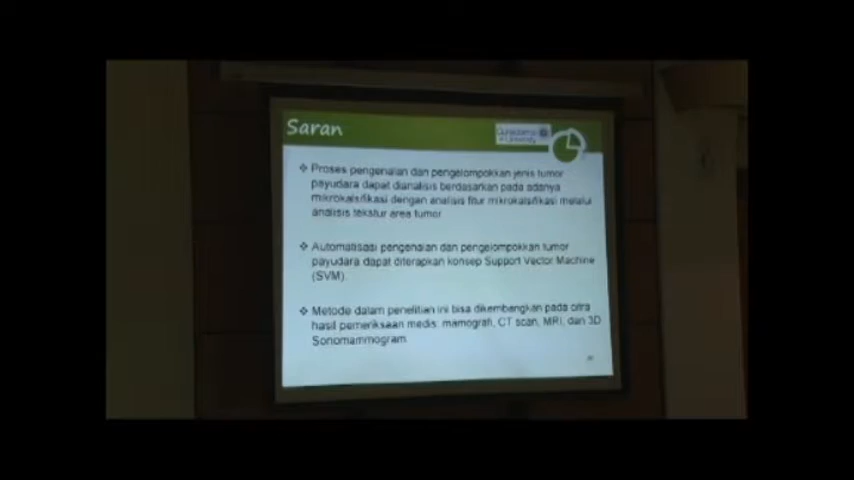 Saran
Gunadarma
University
❖ Proses pengenalan dan pengelompokkan jenis tumor
payudara dapat dianalisis berdasarkan pada adanya
mikrokalsifikasi dengan analisis fitur mikrokalsifikasi melalui
analisis tekstur area tumor.
❖ Automatisasi pengenalan dan pengelompokkan tumor
payudara dapat diterapkan konsep Support Vector Machine
(SVM).
❖ Metode dalam penelitian ini bisa dikembangkan pada citra
hasil pemeriksaan medis: mamografi, CT scan, MRI, dan 3D
Sonomammogram.